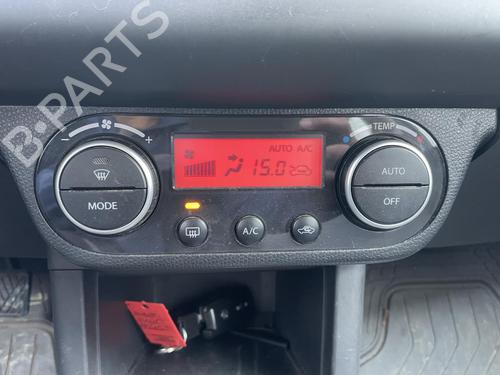 B-PARTS
- +
TEMP
AUTO A/C
15.0
AUTO
MODE
OFF
A/C